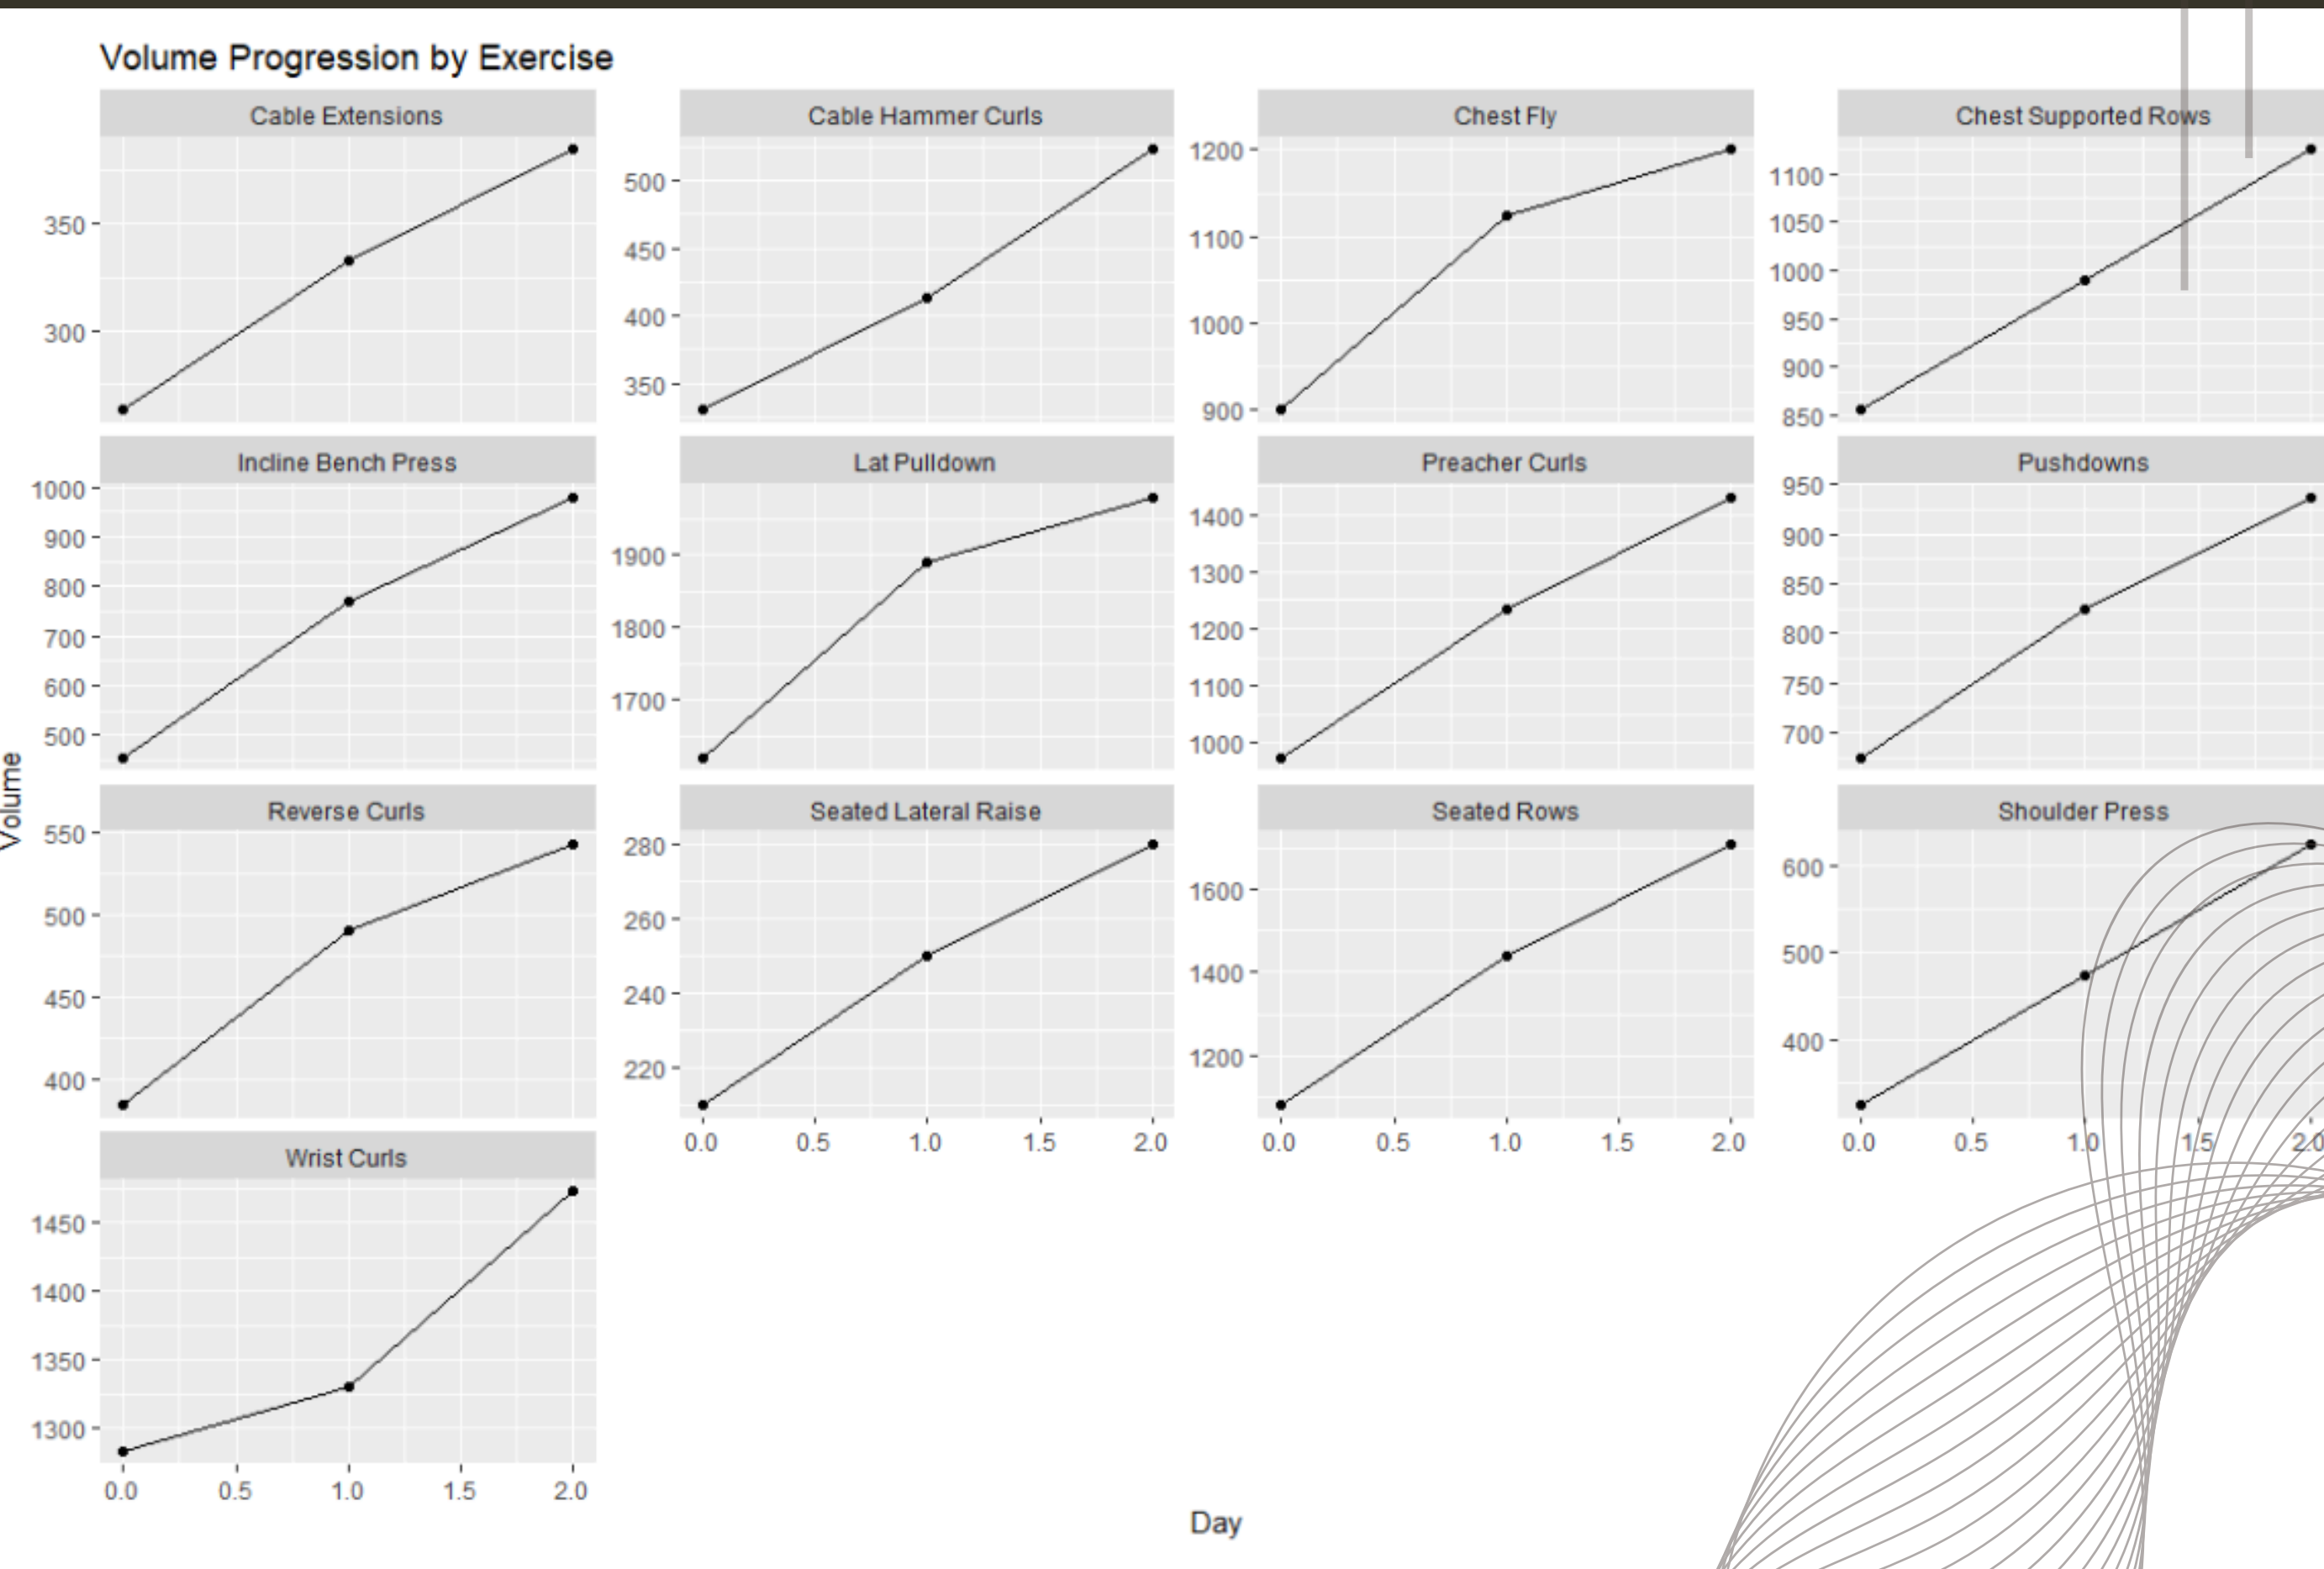 Volume Progression by Exercise
Cable Extensions
350
300
Cable Hammer Curls
500
450
400
350
Chest Fly
1200
1100
1000
900
Chest Supported Rows
1100
1050
1000
950
900
850
Incline Bench Press
1000
900
800
700
600
500
Lat Pulldown
1900
1800
1700
Preacher Curls
1400
1300
1200
1100
1000
Pushdowns
950
900
850
800
750
700
Volume
Reverse Curls
550
500
450
400
Seated Lateral Raise
280
260
240
220
0.0 0.5 1.0 1.5 2.0
Seated Rows
1600
1400
1200
0.0 0.5 1.0 1.5 2.0
Shoulder Press
600
500
400
0.0 0.5 1.0 1.5 2.0
Wrist Curls
1450
1400
1350
1300
0.0 0.5 1.0 1.5 2.0
Day